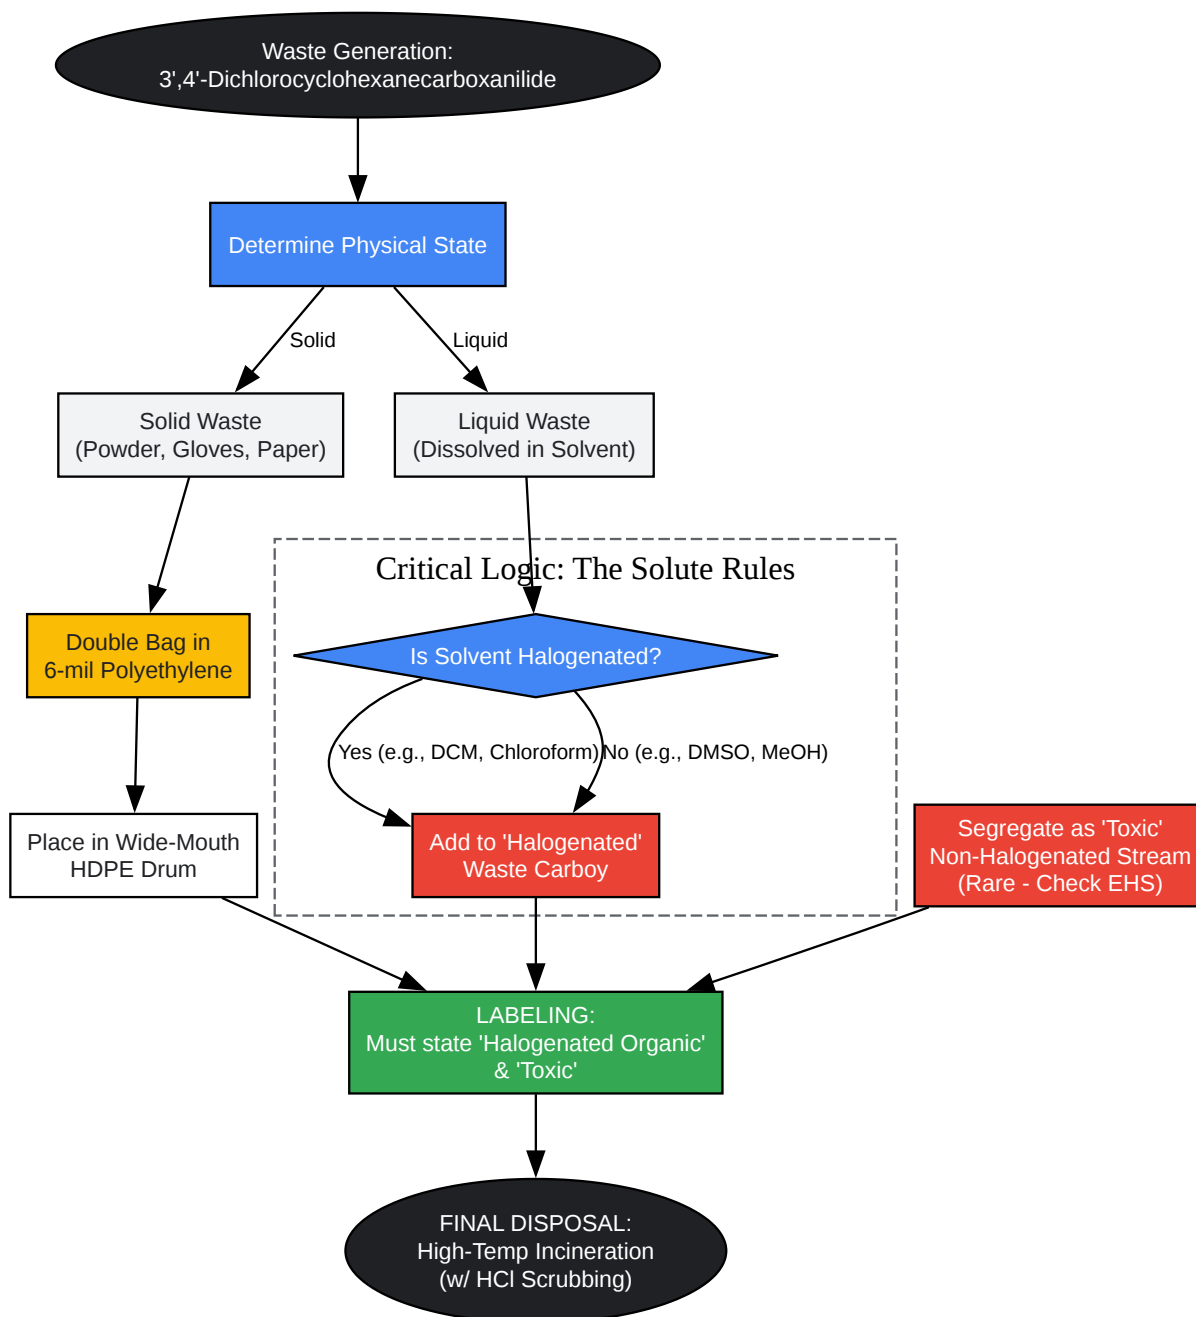 Waste Generation:
3',4'-Dichlorocyclohexanecarboxanilide
Determine Physical State
Solid
Liquid
Solid Waste
(Powder, Gloves, Paper)
Liquid Waste
(Dissolved in Solvent)
Critical Logic: The Solute Rules
Double Bag in
6-mil Polyethylene
Is Solvent Halogenated?
Yes (e.g., DCM, Chloroform)
No (e.g., DMSO, MeOH)
Place in Wide-Mouth
HDPE Drum
Add to 'Halogenated'
Waste Carboy
Segregate as 'Toxic'
Non-Halogenated Stream
(Rare - Check EHS)
LABELING:
Must state 'Halogenated Organic'
& 'Toxic'
FINAL DISPOSAL:
High-Temp Incineration
(w/ HCl Scrubbing)